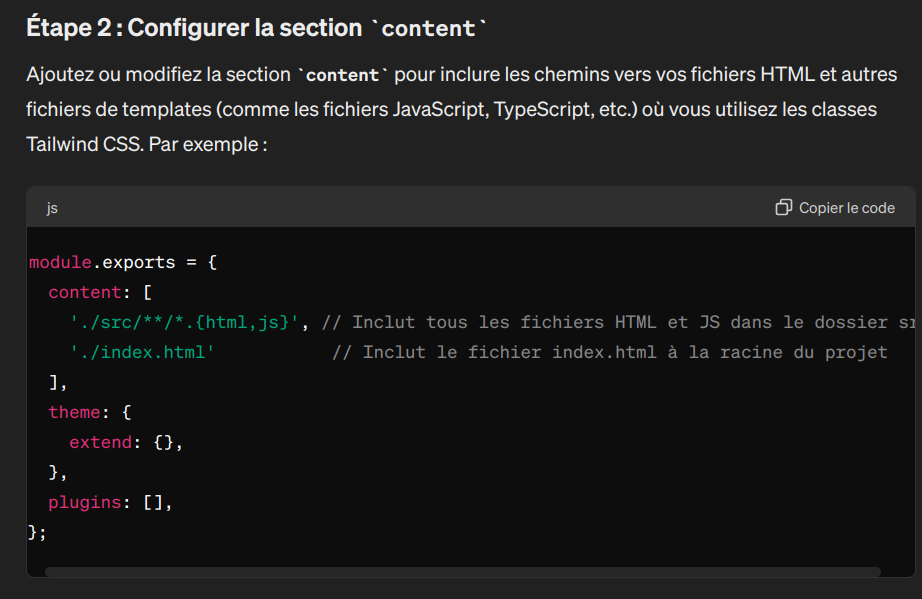 Étape 2 : Configurer la section `content`
Ajoutez ou modifiez la section `content` pour inclure les chemins vers vos fichiers HTML et autres
fichiers de templates (comme les fichiers JavaScript, TypeScript, etc.) où vous utilisez les classes
Tailwind CSS. Par exemple :
js
Copier le code
module.exports = {
  content: [
    './src/**/*.{html,js}', // Inclut tous les fichiers HTML et JS dans le dossier
    './index.html'           // Inclut le fichier index.html à la racine du projet
  ],
  theme: {
    extend: {},
  },
  plugins: [],
};